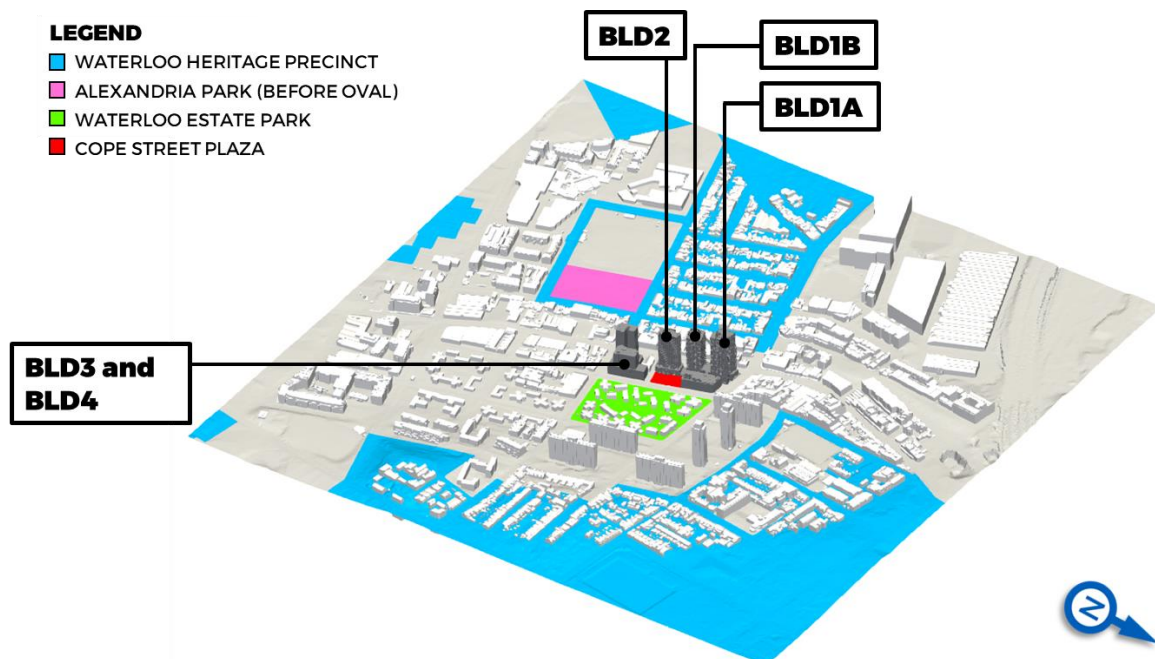 LEGEND
WATERLOO HERITAGE PRECINCT
ALEXANDRIA PARK (BEFORE OVAL)
WATERLOO ESTATE PARK
COPE STREET PLAZA
BLD2
BLD1B
BLD1A
BLD3 and
BLD4
N